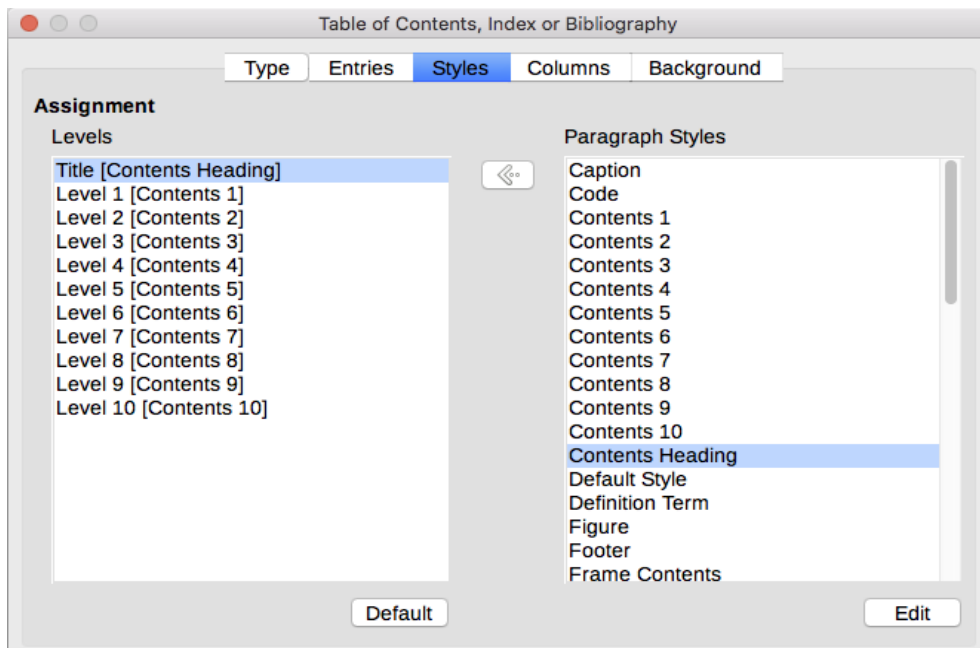 Table of Contents, Index or Bibliography
Type Entries Styles Columns Background
Assignment
Levels
Title [Contents Heading]
Level 1 [Contents 1]
Level 2 [Contents 2]
Level 3 [Contents 3]
Level 4 [Contents 4]
Level 5 [Contents 5]
Level 6 [Contents 6]
Level 7 [Contents 7]
Level 8 [Contents 8]
Level 9 [Contents 9]
Level 10 [Contents 10]
Default
Paragraph Styles
Caption
Code
Contents 1
Contents 2
Contents 3
Contents 4
Contents 5
Contents 6
Contents 7
Contents 8
Contents 9
Contents 10
Contents Heading
Default Style
Definition Term
Figure
Footer
Frame Contents
Edit